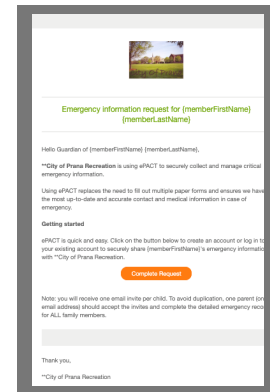 Emergency information request for {memberFirstName}
{memberLastName}
Hello Guardian of {memberFirstName} {memberLastName},
**City of Prana Recreation is using ePACT to securely collect and manage critical
emergency information.
Using ePACT replaces the need to fill out multiple paper forms and ensures we have
the most up-to-date and accurate contact and medical information in case of
emergency.
Getting started
ePACT is quick and easy. Click on the button below to create an account or log in to
your existing account to securely share {memberFirstName}'s emergency informatio
with **City of Prana Recreation.
Complete Request
Note: you will receive one email invite per child. To avoid duplication, one parent (on
email address) should accept the invites and complete the detailed emergency reco
for ALL family members.
Thank you,
**City of Prana Recreation